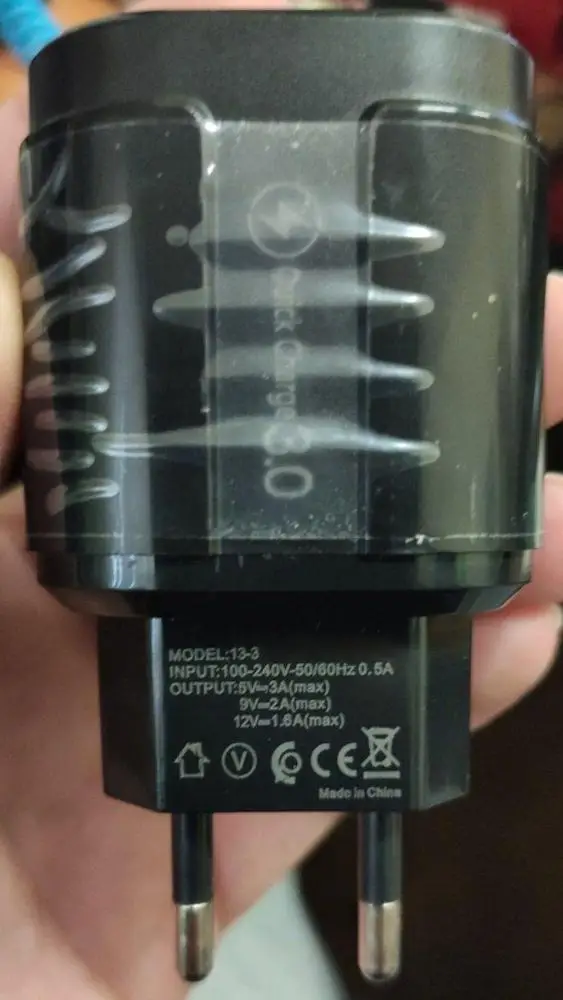 Quick Charge 3.0
MODEL:13-3
INPUT:100-240V-50/60Hz 0.5A
OUTPUT:5V⎓3A(max)
9V⎓2A(max)
12V⎓1.6A(max)
V
CE
Made in China